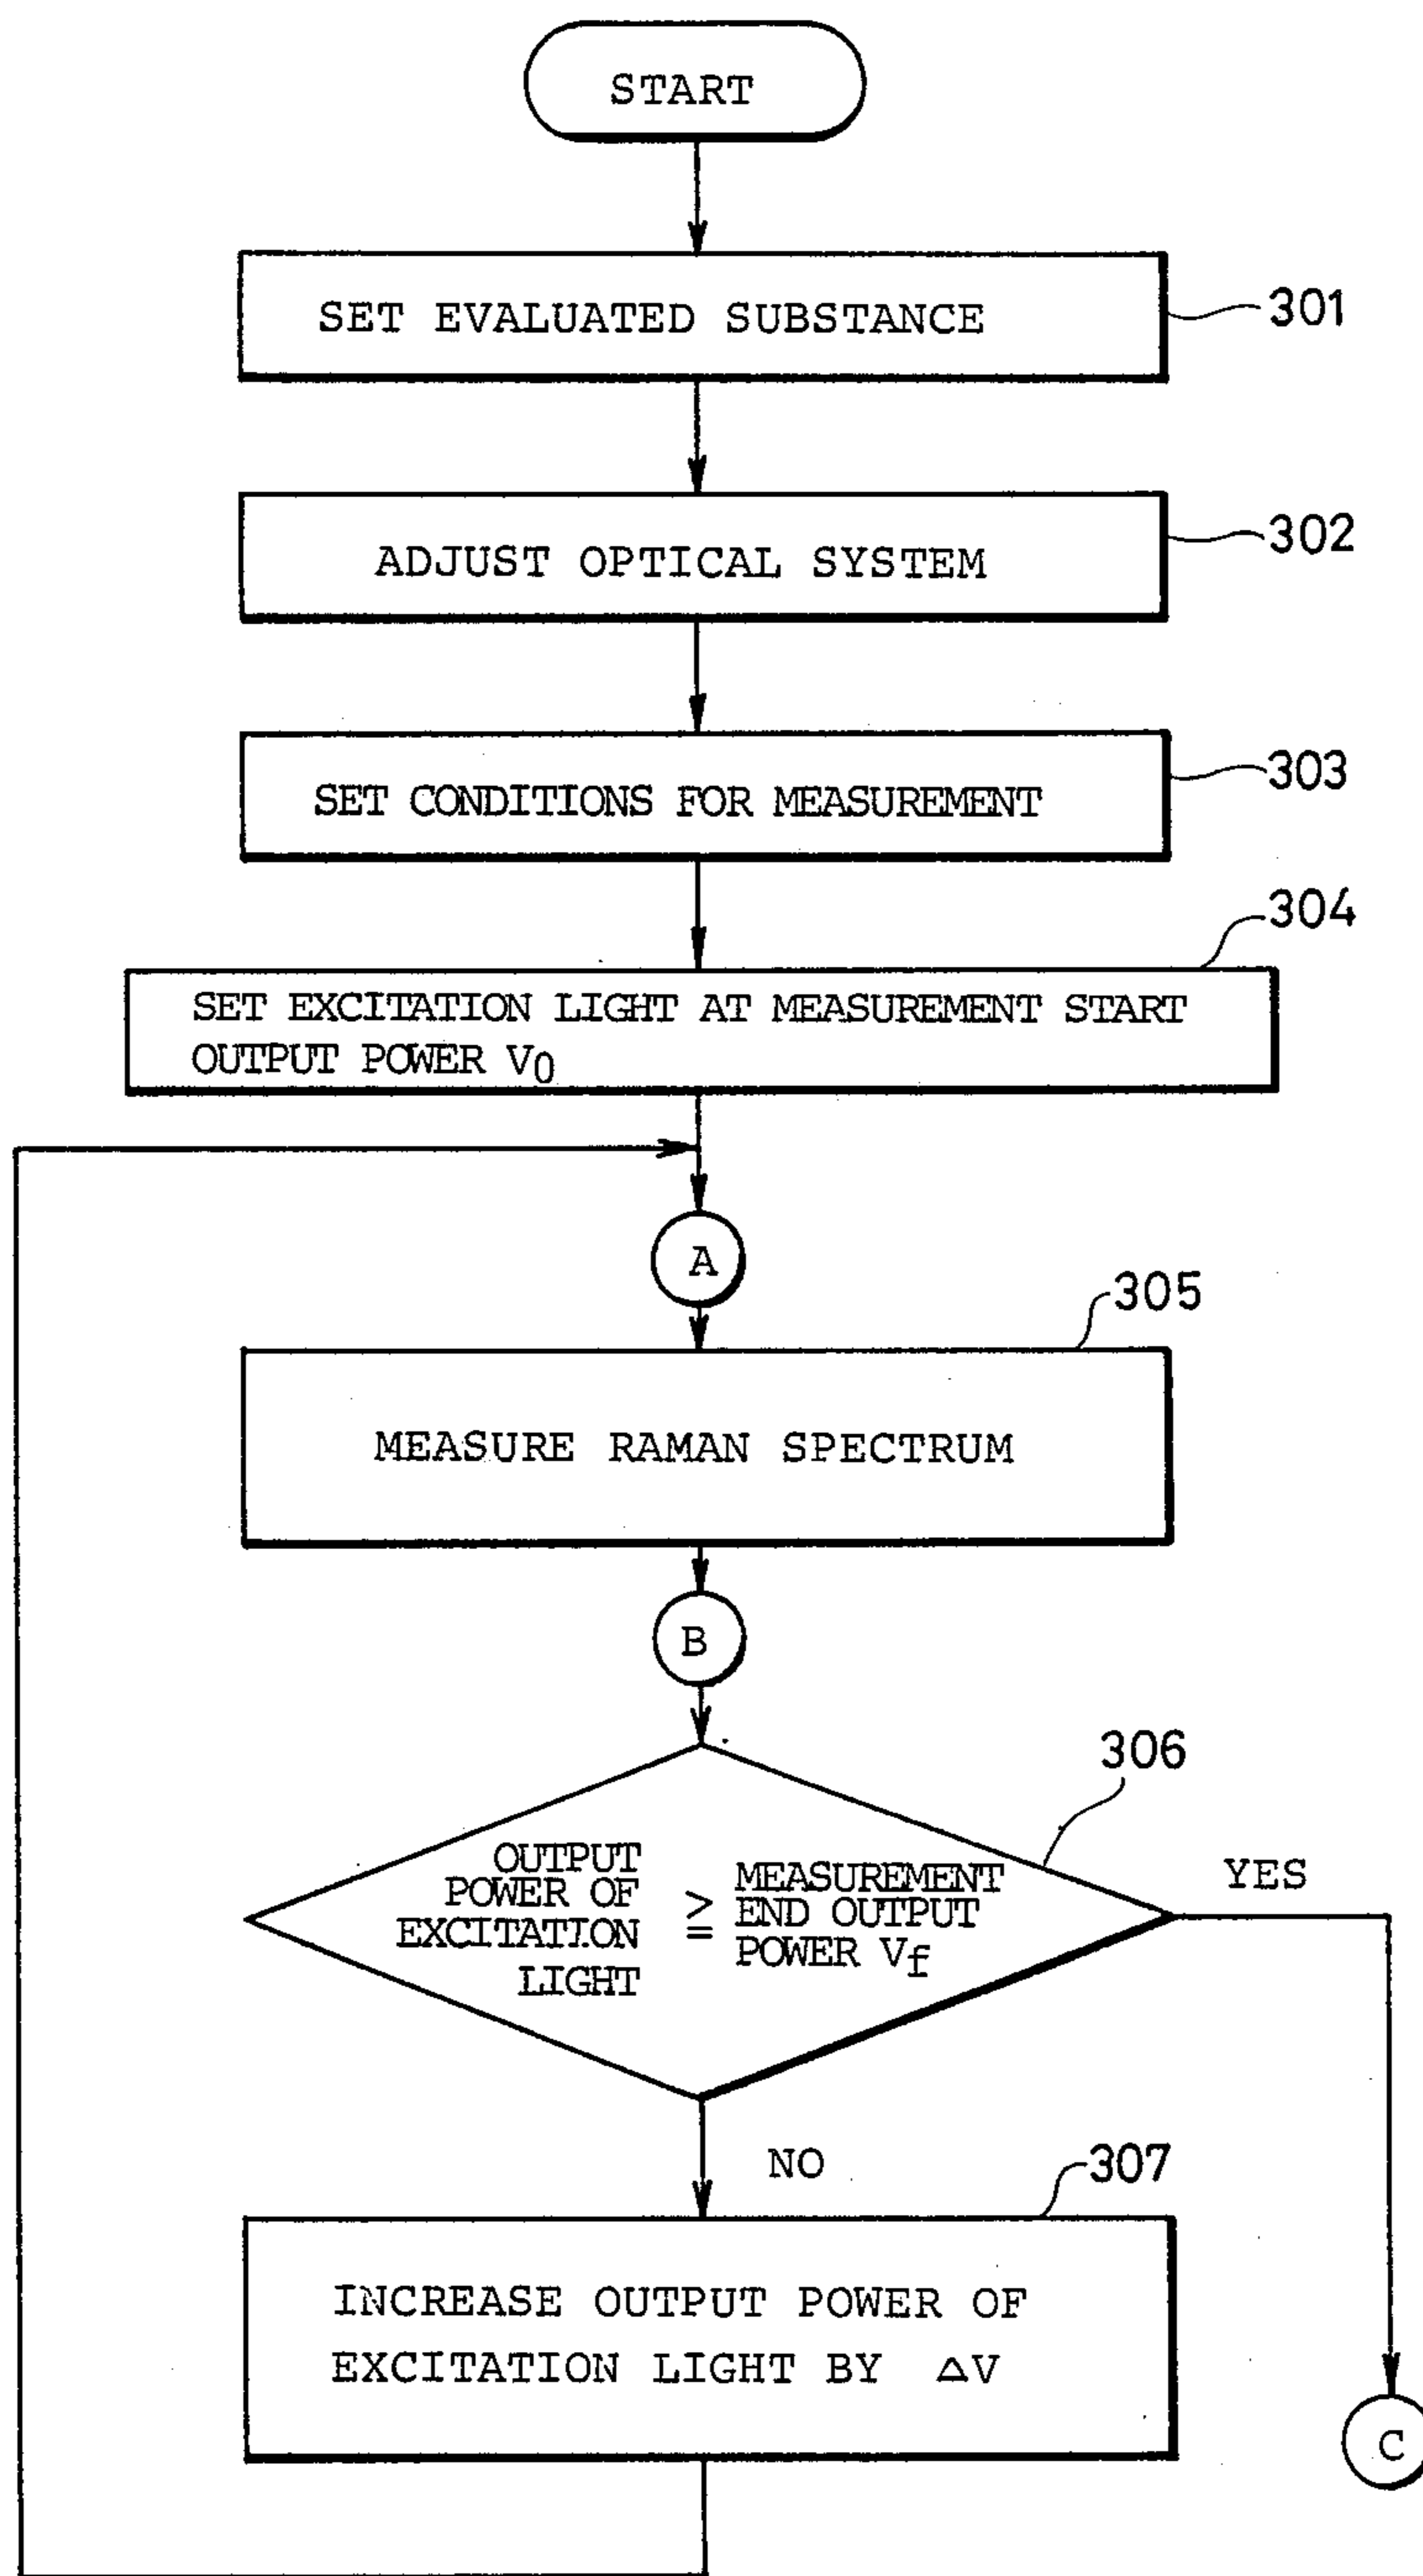 START
SET EVALUATED SUBSTANCE
301
ADJUST OPTICAL SYSTEM
302
SET CONDITIONS FOR MEASUREMENT
303
304
SET EXCITATION LIGHT AT MEASUREMENT START
OUTPUT POWER V0
A
305
MEASURE RAMAN SPECTRUM
B
306
OUTPUT
POWER OF
EXCITATION
LIGHT
≧
MEASUREMENT
END OUTPUT
POWER Vf
YES
NO
307
INCREASE OUTPUT POWER OF
EXCITATION LIGHT BY ΔV
C